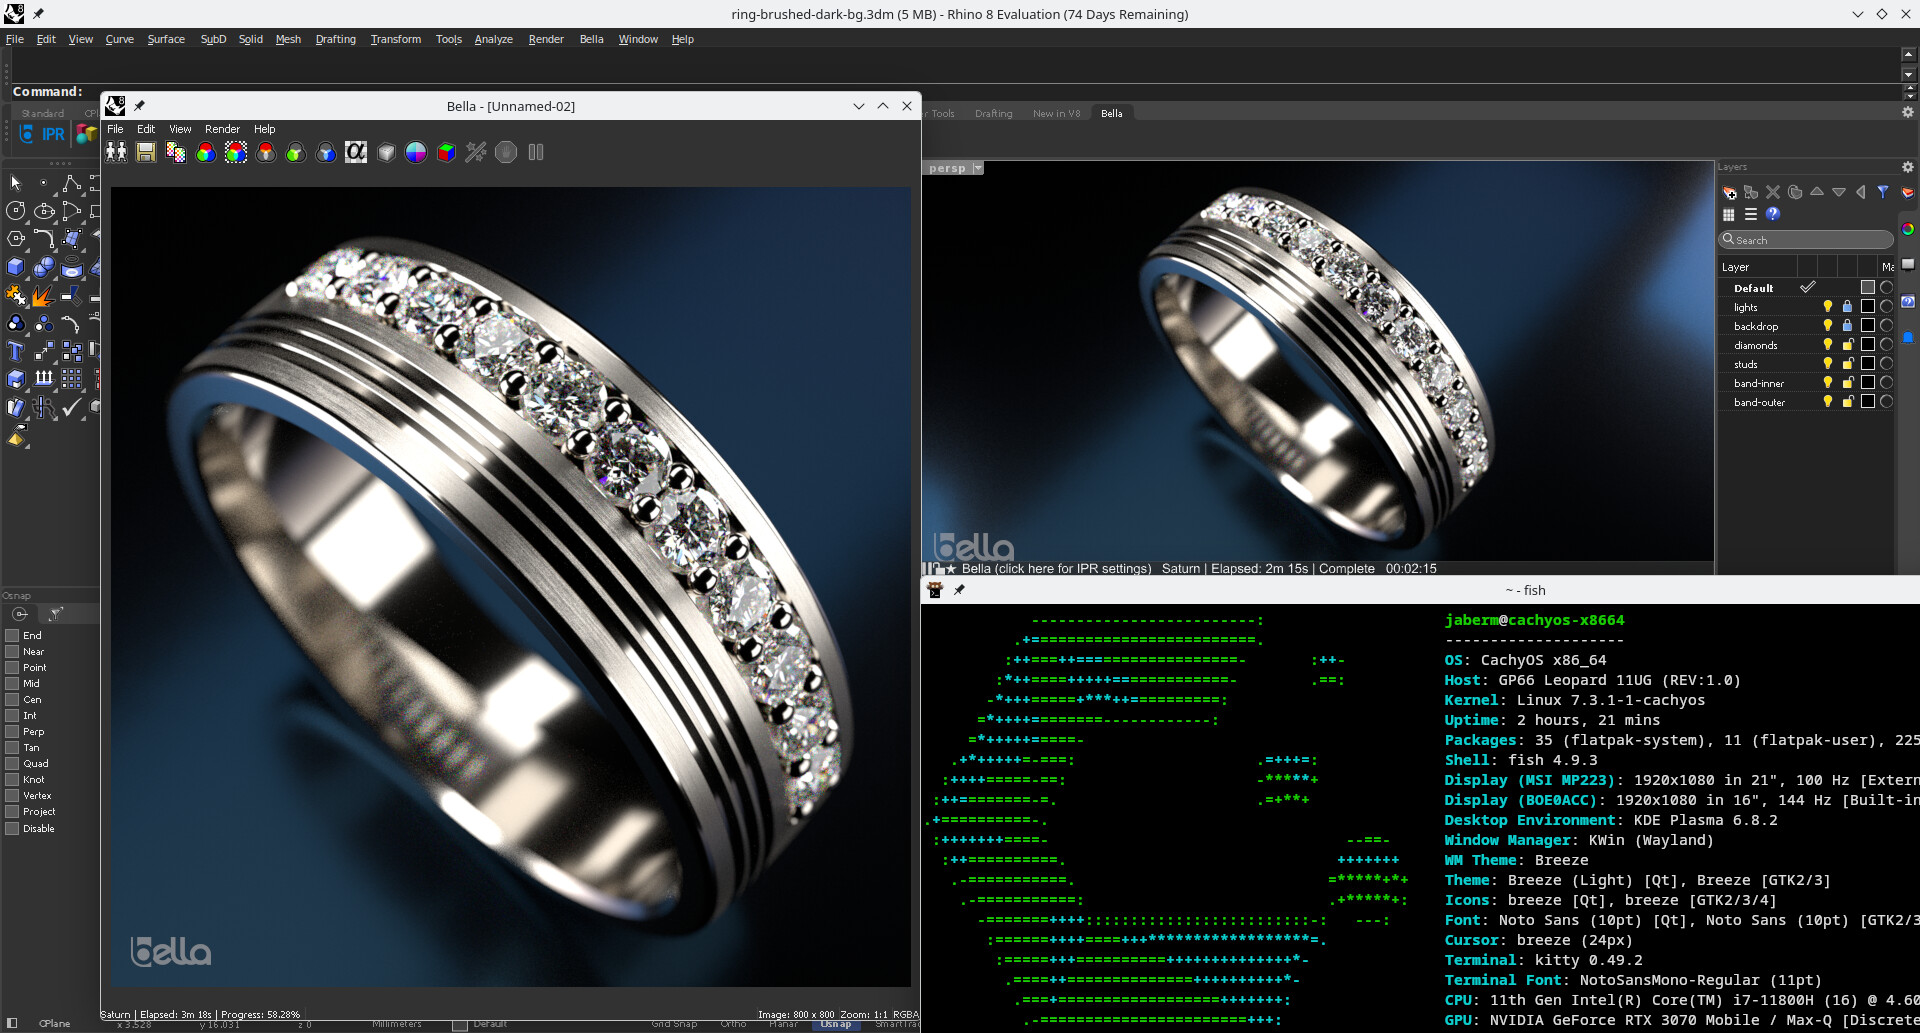 ring-brushed-dark-bg.3dm (5 MB) - Rhino 8 Evaluation (74 Days Remaining)
File Edit View Curve Surface SubD Solid Mesh Drafting Transform Tools Analyze Render Bella Window Help
Command:
Standard
IPR
Bella - [Unnamed-02]
File Edit View Render Help
Tools Drafting New in V8 Bella
persp
bella
Bella (click here for IPR settings) Saturn | Elapsed: 2m 15s | Complete 00:02:15
Layers
Search
Layer
Default
lights
backdrop
diamonds
studs
band-inner
band-outer
Osnap
End
Near
Point
Mid
Cen
Int
Perp
Tan
Quad
Knot
Vertex
Project
Disable
bella
Saturn | Elapsed: 3m 18s | Progress: 58.28%
Image: 800 x 800 | Zoom: 1:1 | RGBA
CPlane x 3.528 y 16.031 z 0 Millimeters Default Grid Snap Ortho Planar Osnap
~ - fish
jaberm@cachyos-x8664
--------------------
OS: CachyOS x86_64
Host: GP66 Leopard 11UG (REV:1.0)
Kernel: Linux 7.3.1-1-cachyos
Uptime: 2 hours, 21 mins
Packages: 35 (flatpak-system), 11 (flatpak-user), 225
Shell: fish 4.9.3
Display (MSI MP223): 1920x1080 in 21", 100 Hz [Extern
Display (BOE0ACC): 1920x1080 in 16", 144 Hz [Built-in
Desktop Environment: KDE Plasma 6.8.2
Window Manager: KWin (Wayland)
WM Theme: Breeze
Theme: Breeze (Light) [Qt], Breeze [GTK2/3]
Icons: breeze [Qt], breeze [GTK2/3/4]
Font: Noto Sans (10pt) [Qt], Noto Sans (10pt) [GTK2/3
Cursor: breeze (24px)
Terminal: kitty 0.49.2
Terminal Font: NotoSansMono-Regular (11pt)
CPU: 11th Gen Intel(R) Core(TM) i7-11800H (16) @ 4.60
GPU: NVIDIA GeForce RTX 3070 Mobile / Max-Q [Discrete